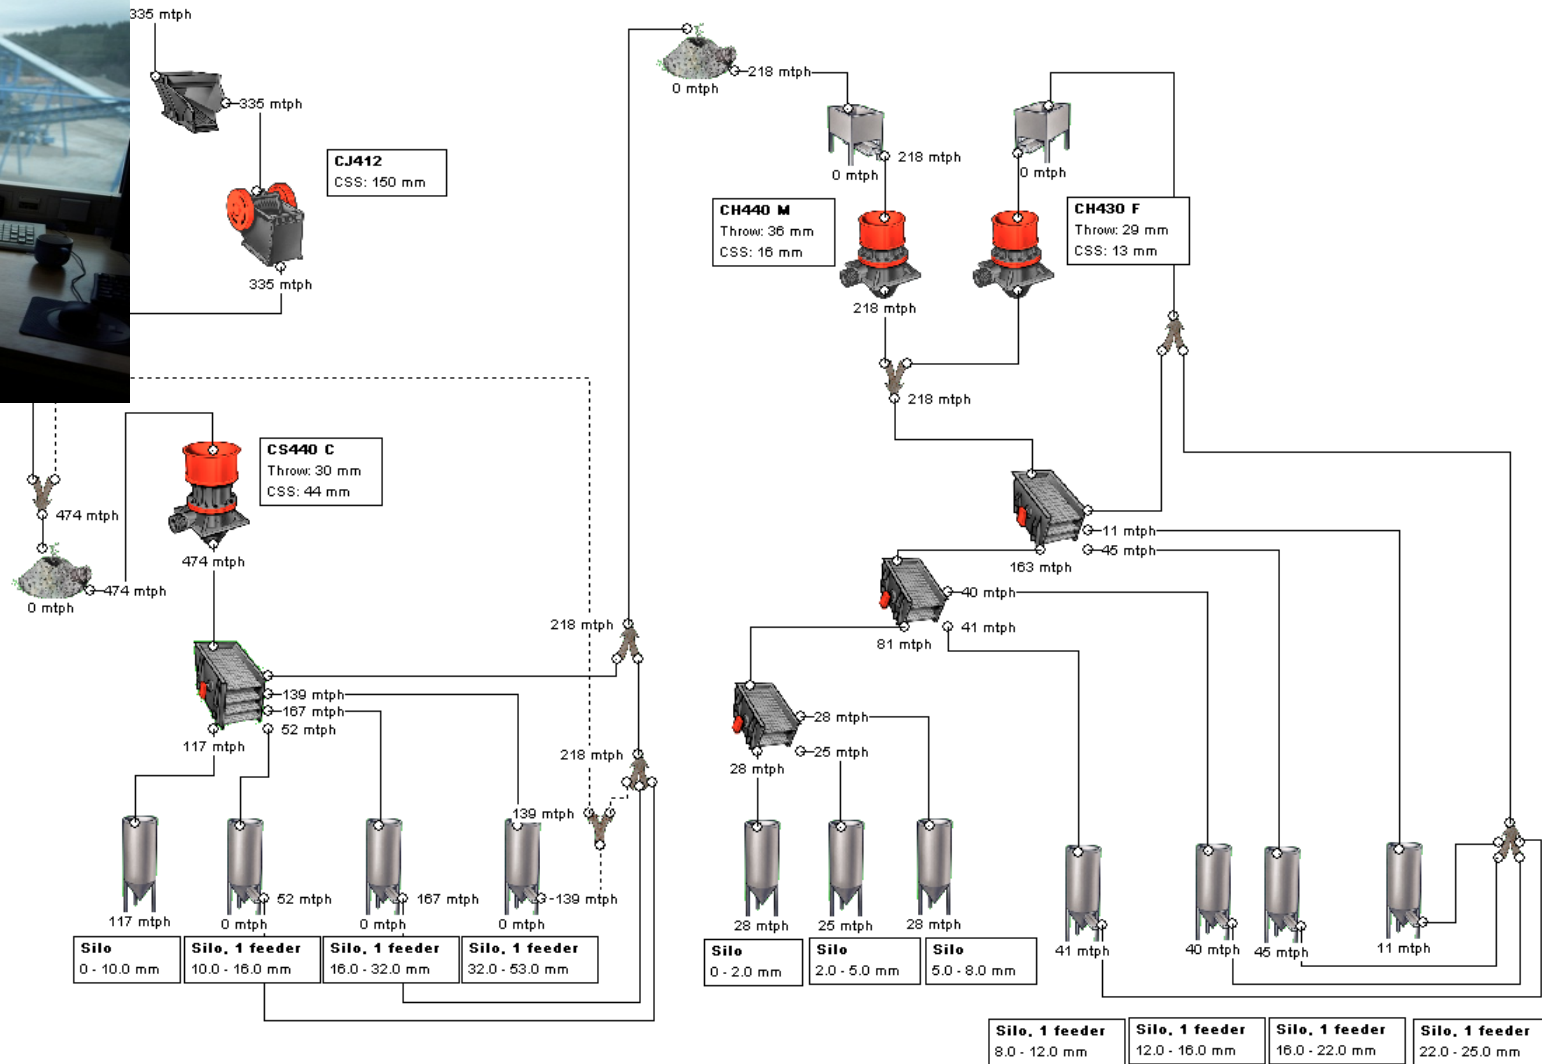 335 mtph
335 mtph
CJ412
CSS: 150 mm
335 mtph
474 mtph
0 mtph
474 mtph
CS440 C
Throw: 30 mm
CSS: 44 mm
474 mtph
139 mtph
167 mtph
52 mtph
117 mtph
218 mtph
218 mtph
139 mtph
117 mtph
52 mtph
0 mtph
167 mtph
0 mtph
139 mtph
0 mtph
Silo
0 - 10.0 mm
Silo, 1 feeder
10.0 - 16.0 mm
Silo, 1 feeder
16.0 - 32.0 mm
Silo, 1 feeder
32.0 - 53.0 mm
0 mtph
218 mtph
218 mtph
0 mtph
0 mtph
CH440 M
Throw: 36 mm
CSS: 16 mm
CH430 F
Throw: 29 mm
CSS: 13 mm
218 mtph
218 mtph
11 mtph
45 mtph
163 mtph
40 mtph
41 mtph
81 mtph
28 mtph
25 mtph
28 mtph
28 mtph
25 mtph
28 mtph
Silo
0 - 2.0 mm
Silo
2.0 - 5.0 mm
Silo
5.0 - 8.0 mm
41 mtph
40 mtph
45 mtph
11 mtph
Silo, 1 feeder
8.0 - 12.0 mm
Silo, 1 feeder
12.0 - 16.0 mm
Silo, 1 feeder
16.0 - 22.0 mm
Silo, 1 feeder
22.0 - 25.0 mm